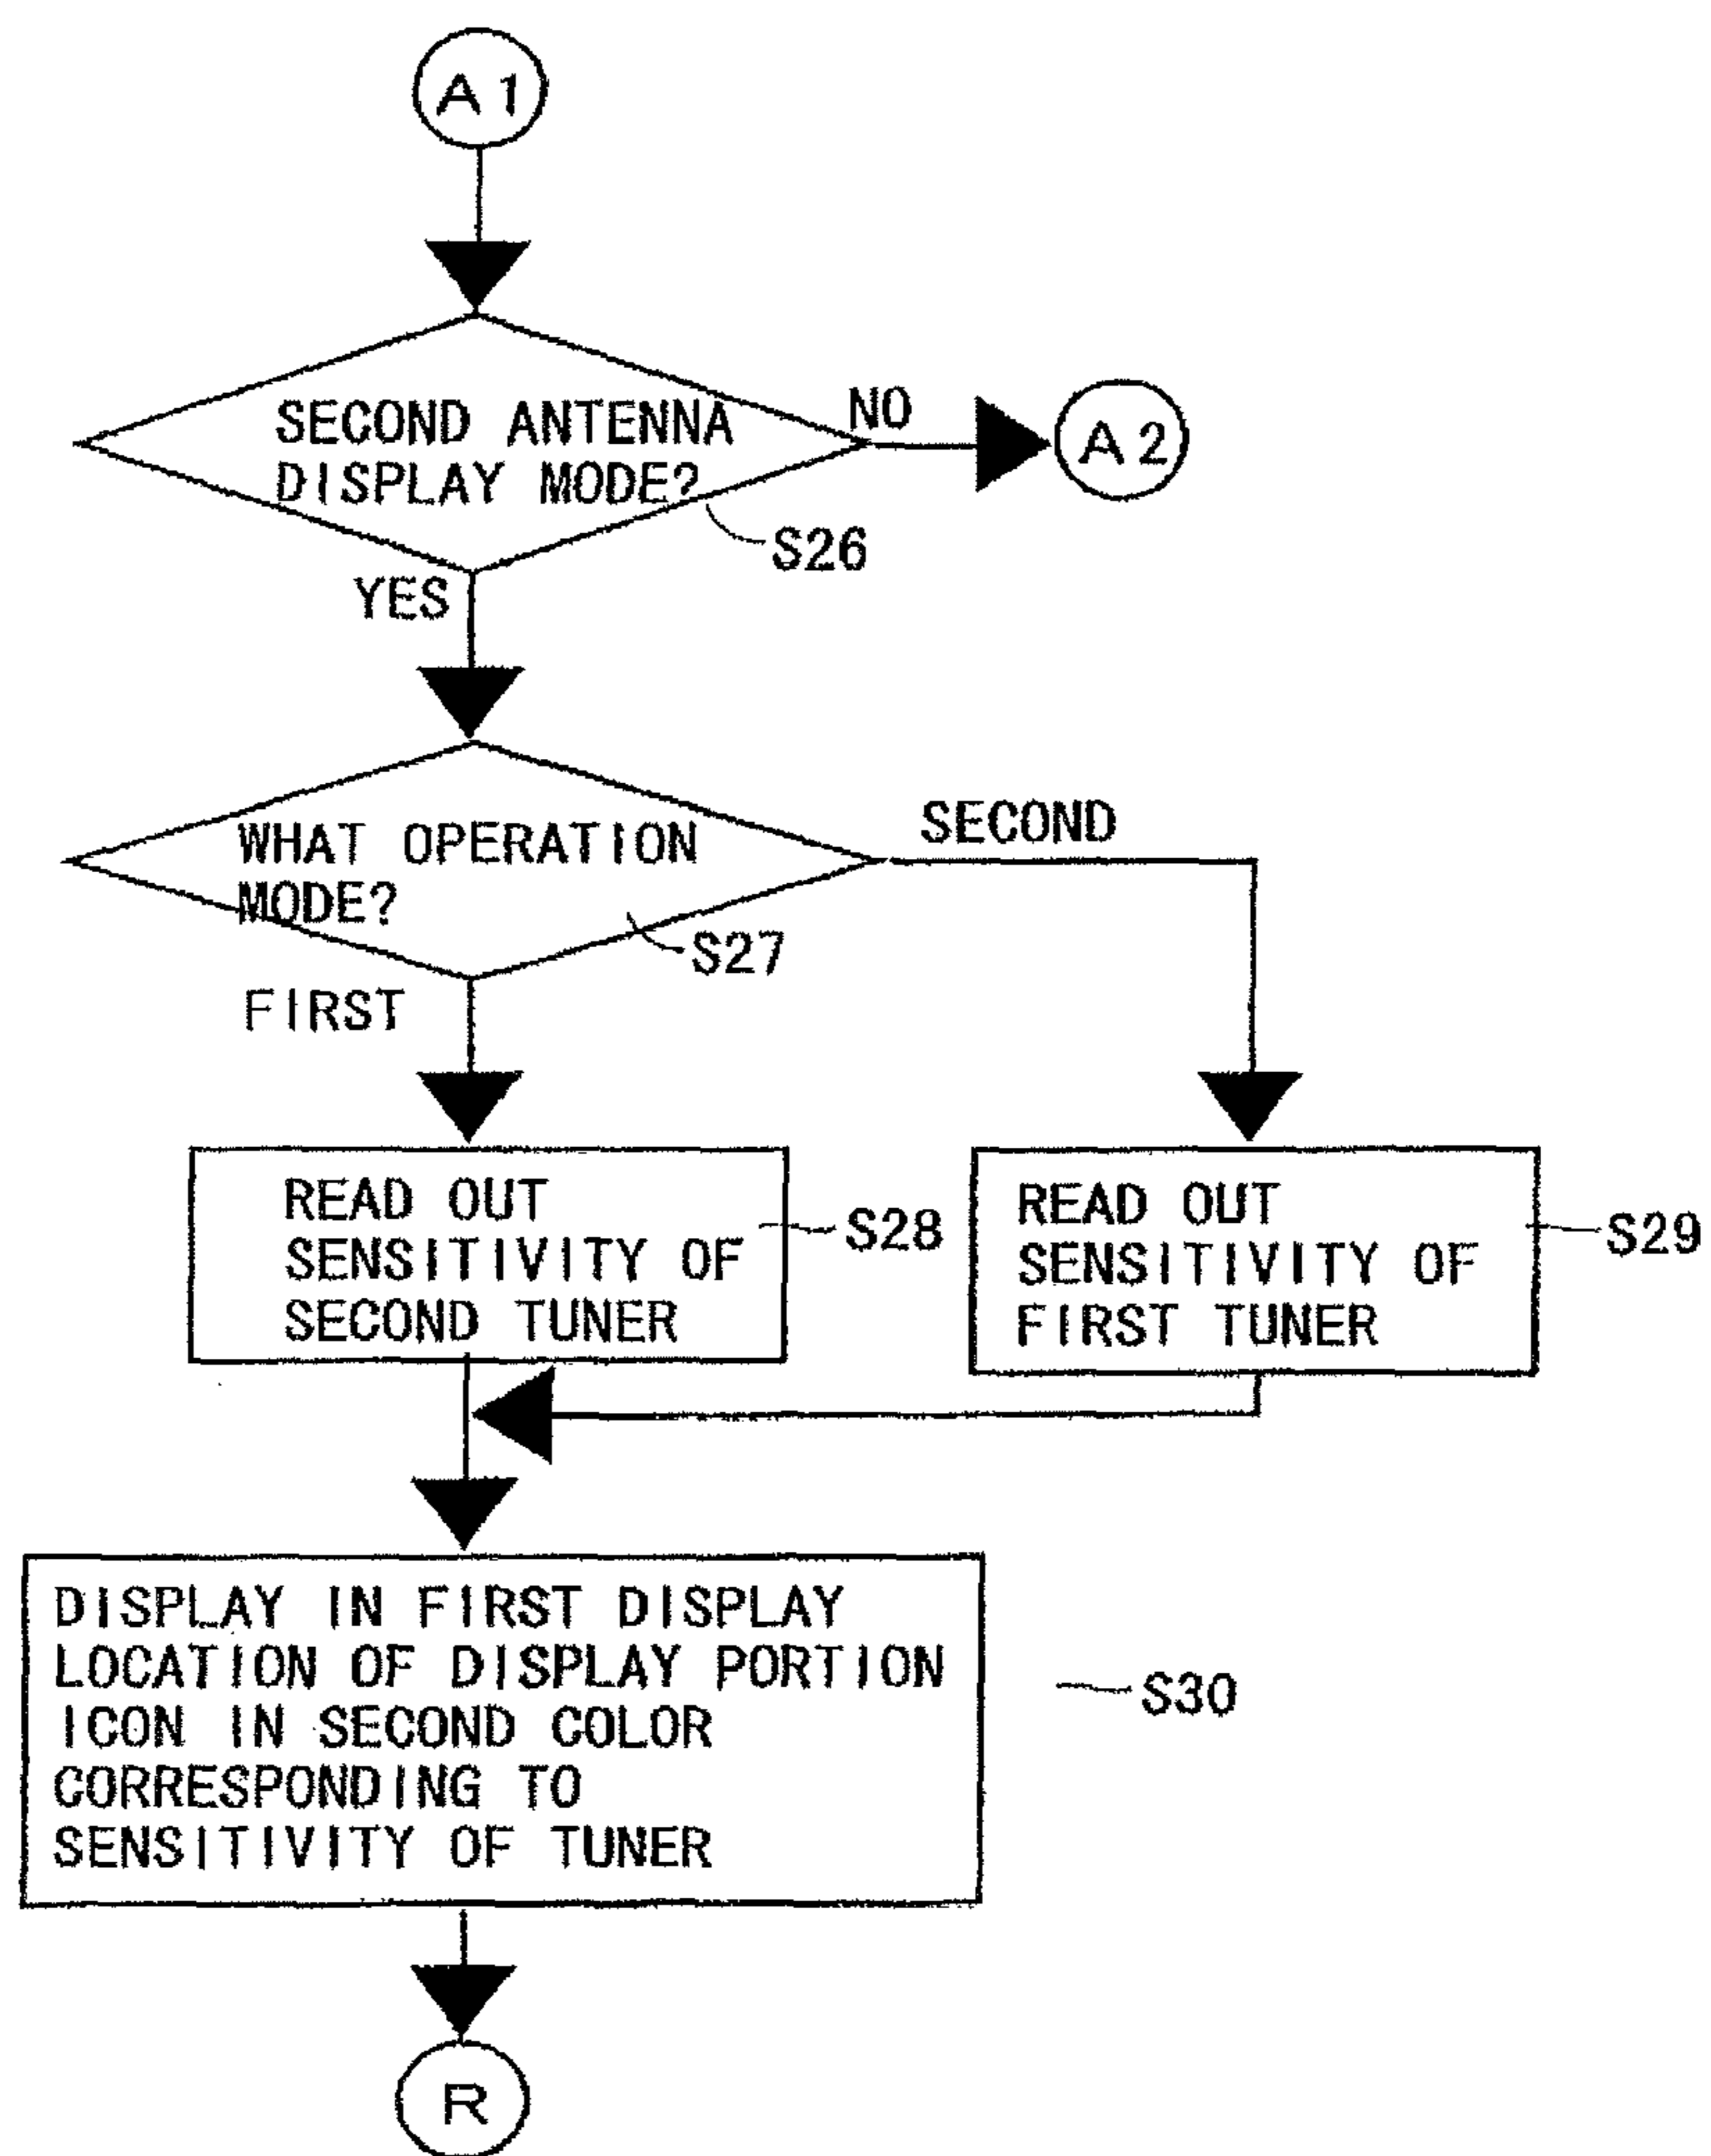 A1
SECOND ANTENNA
DISPLAY MODE?
NO
A2
S26
YES
WHAT OPERATION
MODE?
SECOND
S27
FIRST
READ OUT
SENSITIVITY OF
SECOND TUNER
S28
READ OUT
SENSITIVITY OF
FIRST TUNER
S29
DISPLAY IN FIRST DISPLAY
LOCATION OF DISPLAY PORTION
ICON IN SECOND COLOR
CORRESPONDING TO
SENSITIVITY OF TUNER
S30
R